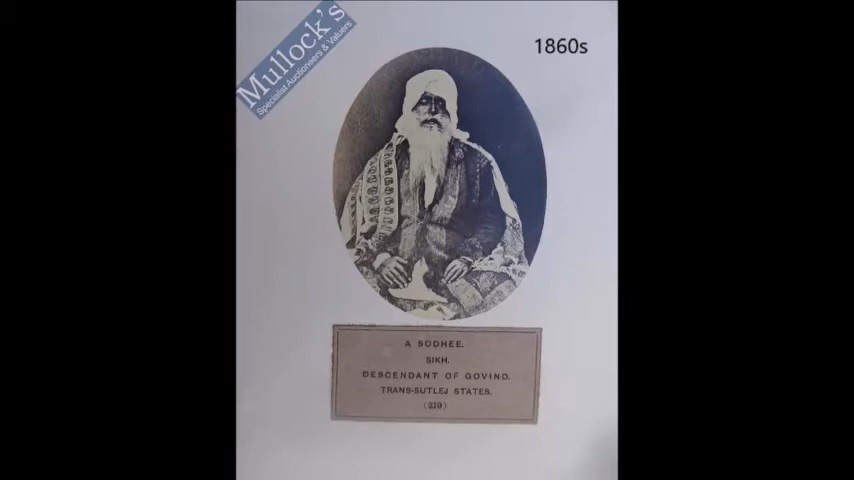 Mullock's
Specialist Auctioneers & Valuers
1860s
A SODHEE.
SIKH.
DESCENDANT OF GOVIND.
TRANS-SUTLEJ STATES.
(219)